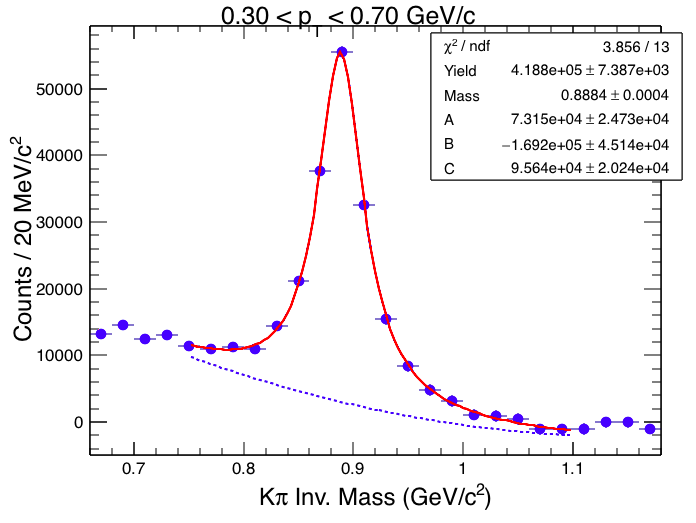 0.30 < p < 0.70 GeV/c
χ² / ndf 3.856 / 13
Yield 4.188e+05 ± 7.387e+03
Mass 0.8884 ± 0.0004
A 7.315e+04 ± 2.473e+04
B −1.692e+05 ± 4.514e+04
C 9.564e+04 ± 2.024e+04
Counts / 20 MeV/c²
50000
40000
30000
20000
10000
0
0.7 0.8 0.9 1 1.1
Kπ Inv. Mass (GeV/c²)